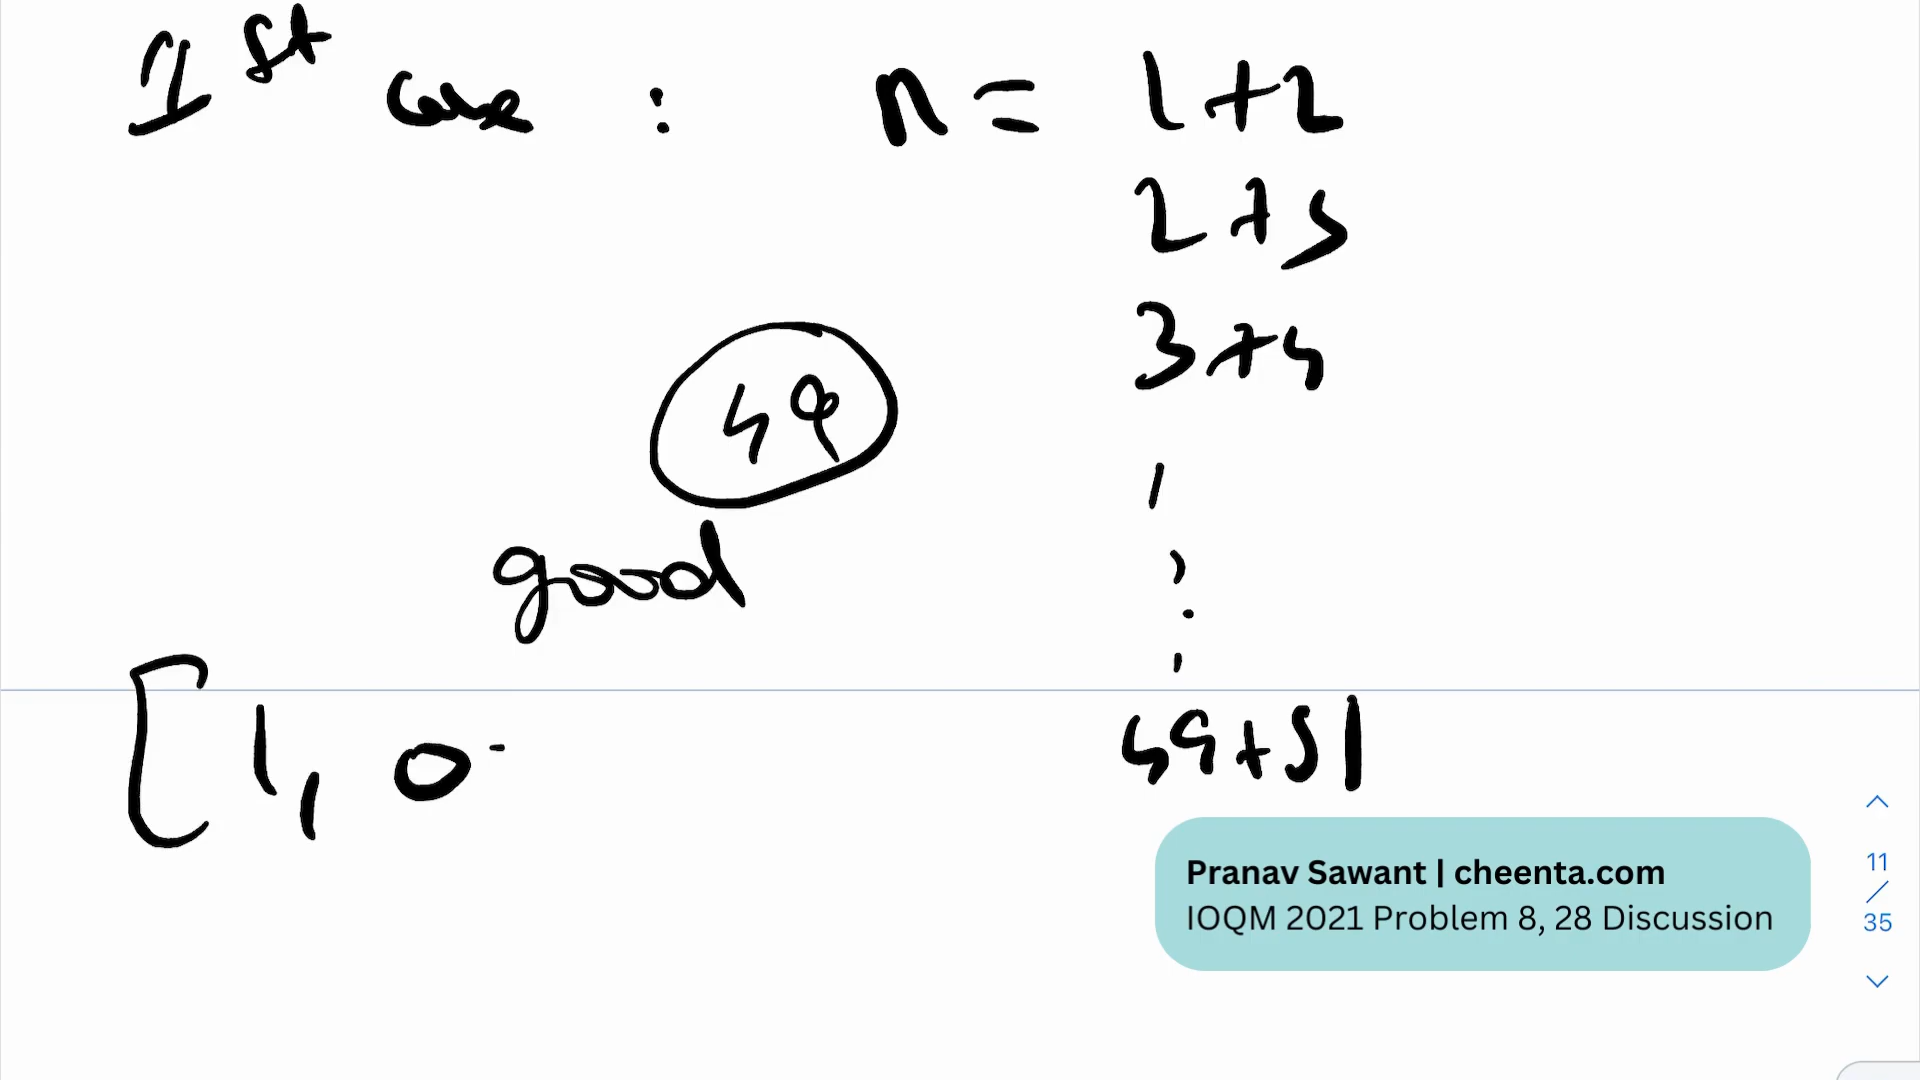 1st case : n = 1+2
2+3
3+4
49
good
49+51
[1, 0
Pranav Sawant | cheenta.com
IOQM 2021 Problem 8, 28 Discussion
11
/
35